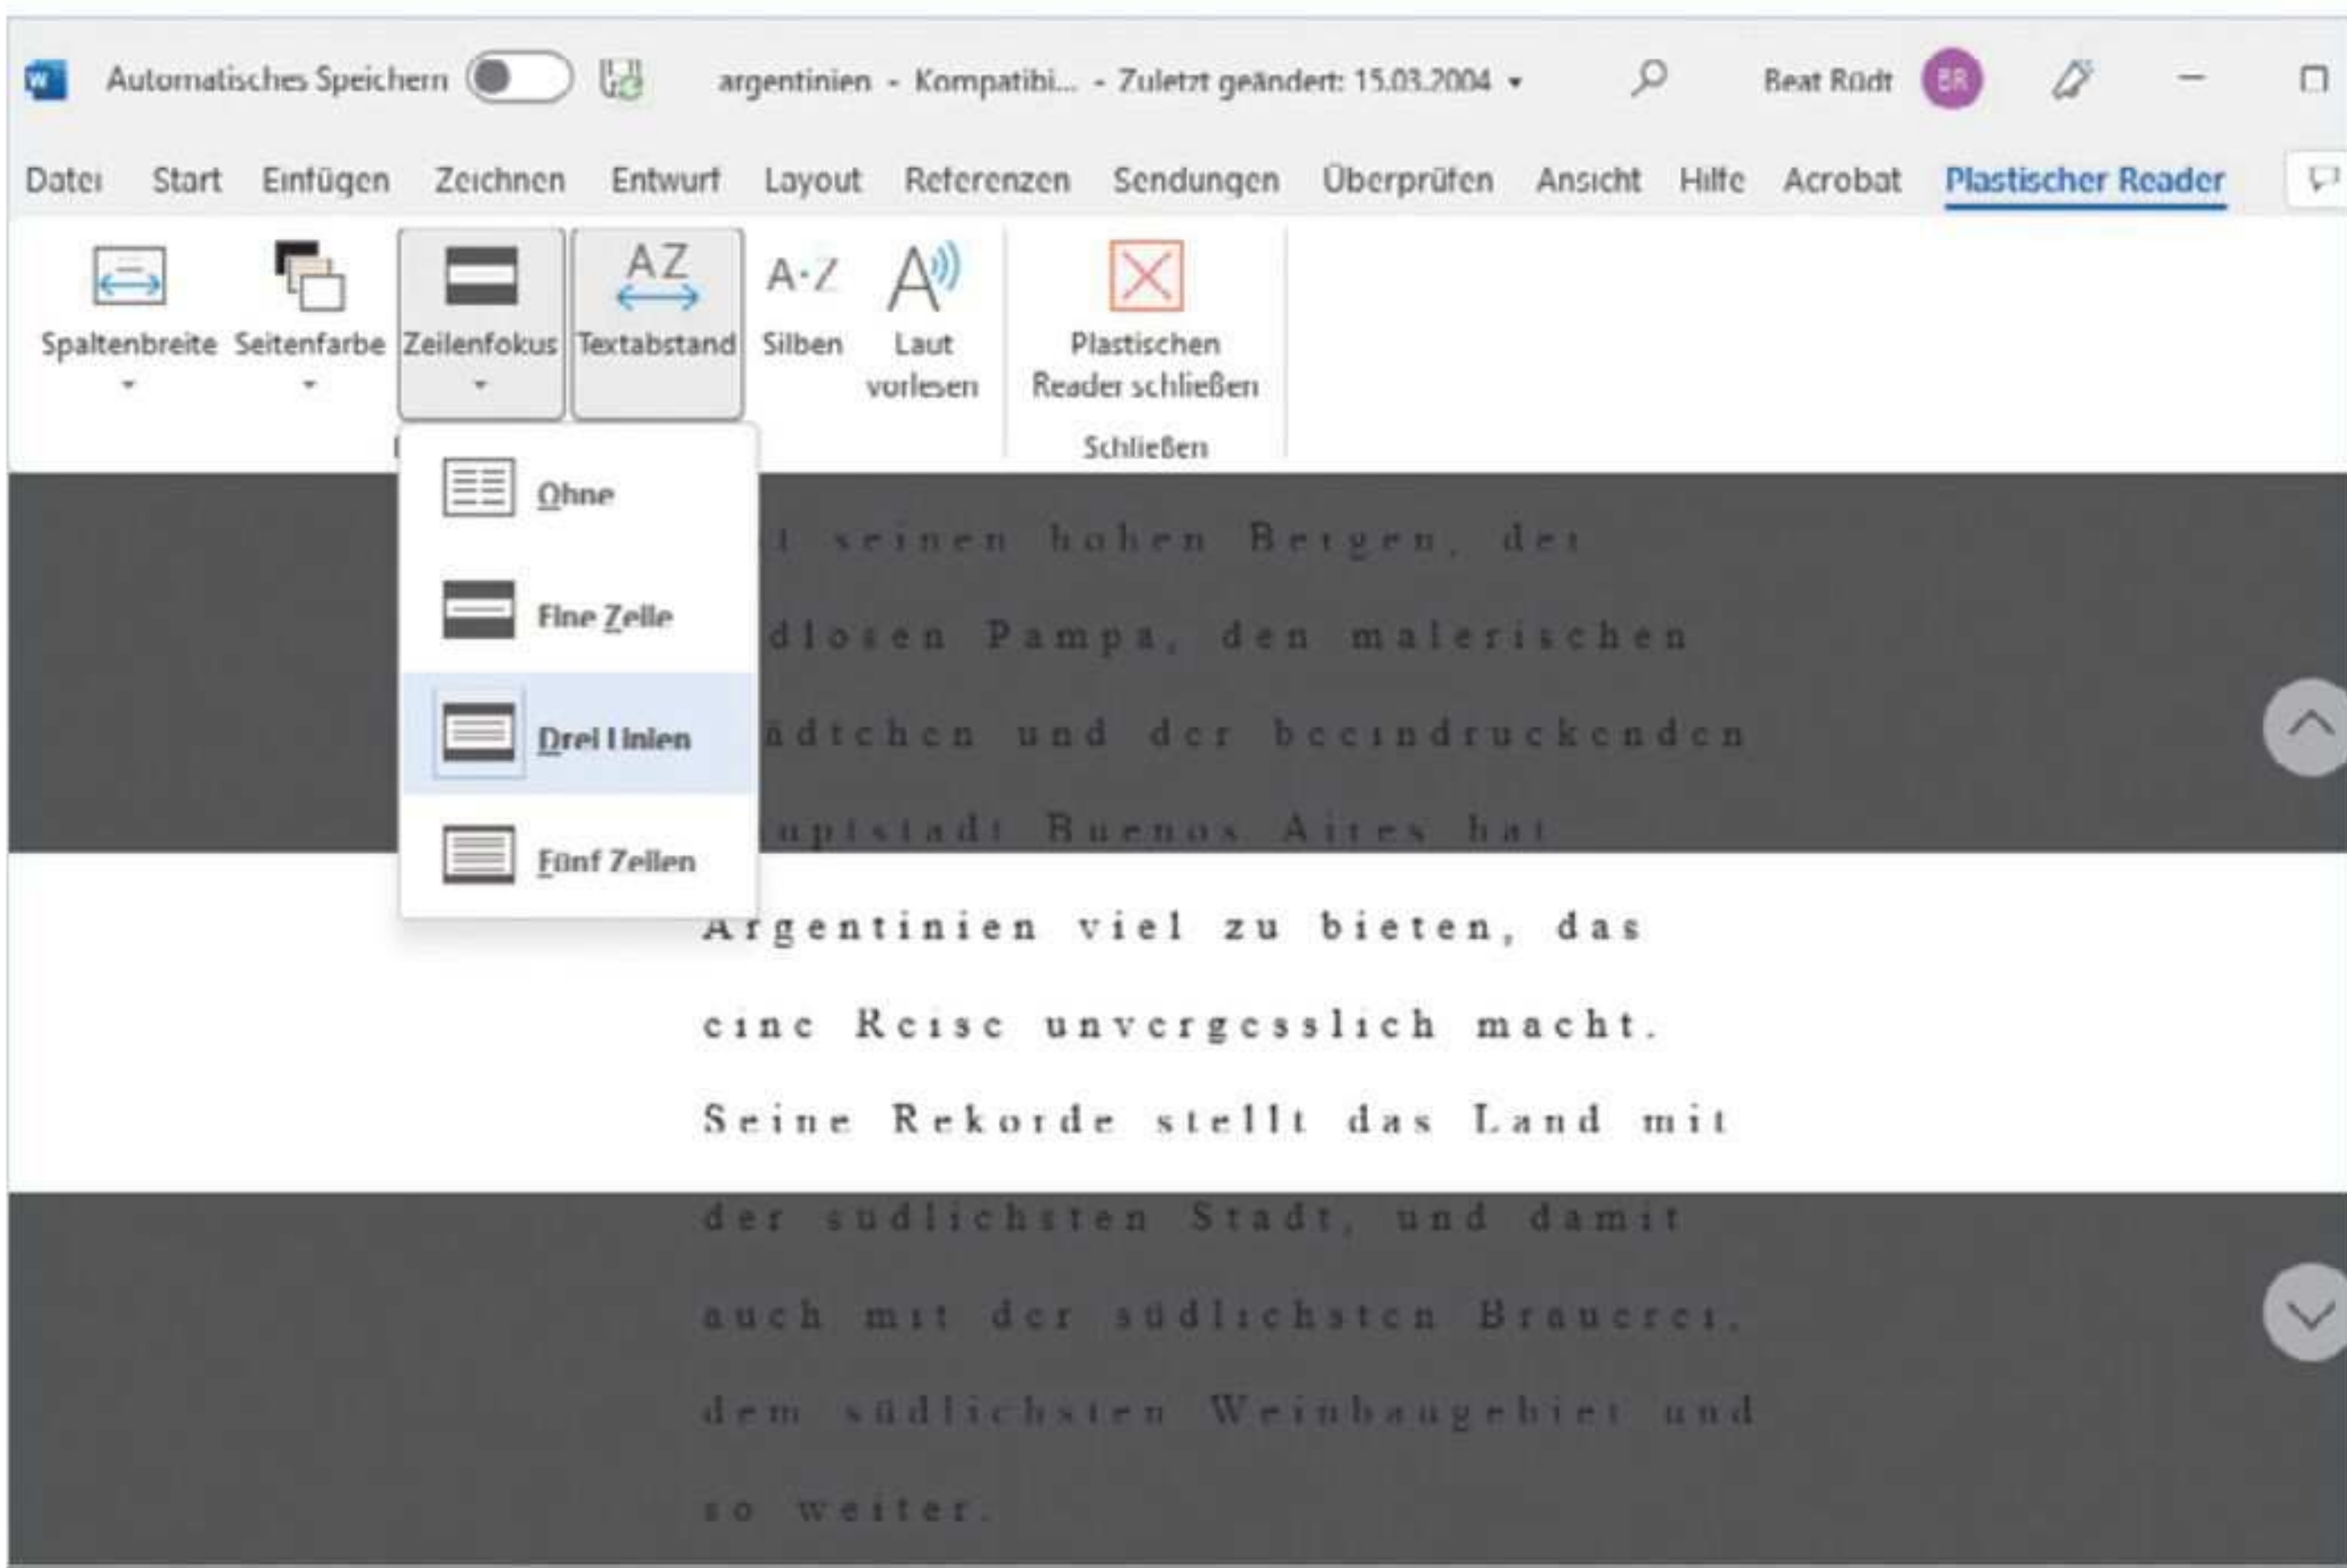 Automatisches Speichern argentinien - Kompatibi... - Zuletzt geändert: 15.03.2004 Beat Rüdt BR
Datei Start Einfügen Zeichnen Entwurf Layout Referenzen Sendungen Überprüfen Ansicht Hilfe Acrobat Plastischer Reader
AZ A·Z A
Spaltenbreite Seitenfarbe Zeilenfokus Textabstand Silben Laut vorlesen Plastischen Reader schließen
Schließen
Ohne
Eine Zeile
Drei Linien
Fünf Zeilen
seinen hohen Bergen, der
dlosen Pampa, den malerischen
ädtchen und der beeindruckenden
uptstadt Buenos Aires hat
Argentinien viel zu bieten, das
eine Reise unvergesslich macht.
Seine Rekorde stellt das Land mit
der südlichsten Stadt, und damit
auch mit der südlichsten Brauerei,
dem südlichsten Weinbaugebiet und
so weiter.